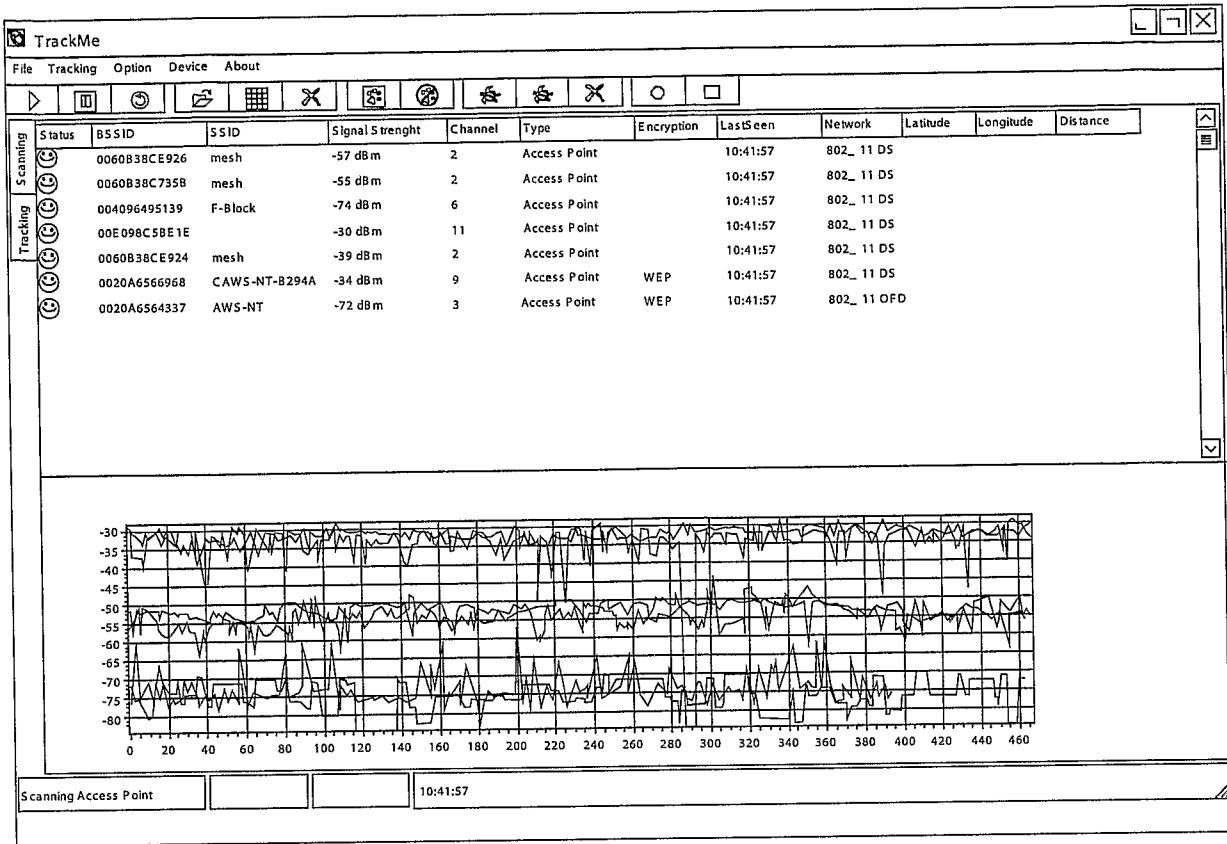 TrackMe
File Tracking Option Device About
Scanning
Tracking
Status BSSID SSID Signal Strenght Channel Type Encryption LastSeen Network Latitude Longitude Distance
0060B38CE926 mesh -57 dBm 2 Access Point 10:41:57 802_ 11 DS
0060B38C735B mesh -55 dBm 2 Access Point 10:41:57 802_ 11 DS
004096495139 F-Block -74 dBm 6 Access Point 10:41:57 802_ 11 DS
00E098C5BE1E -30 dBm 11 Access Point 10:41:57 802_ 11 DS
0060B38CE924 mesh -39 dBm 2 Access Point 10:41:57 802_ 11 DS
0020A6566968 CAWS-NT-B294A -34 dBm 9 Access Point WEP 10:41:57 802_ 11 DS
0020A6564337 AWS-NT -72 dBm 3 Access Point WEP 10:41:57 802_ 11 OFD
-30
-35
-40
-45
-50
-55
-60
-65
-70
-75
-80
0 20 40 60 80 100 120 140 160 180 200 220 240 260 280 300 320 340 360 380 400 420 440 460
Scanning Access Point 10:41:57